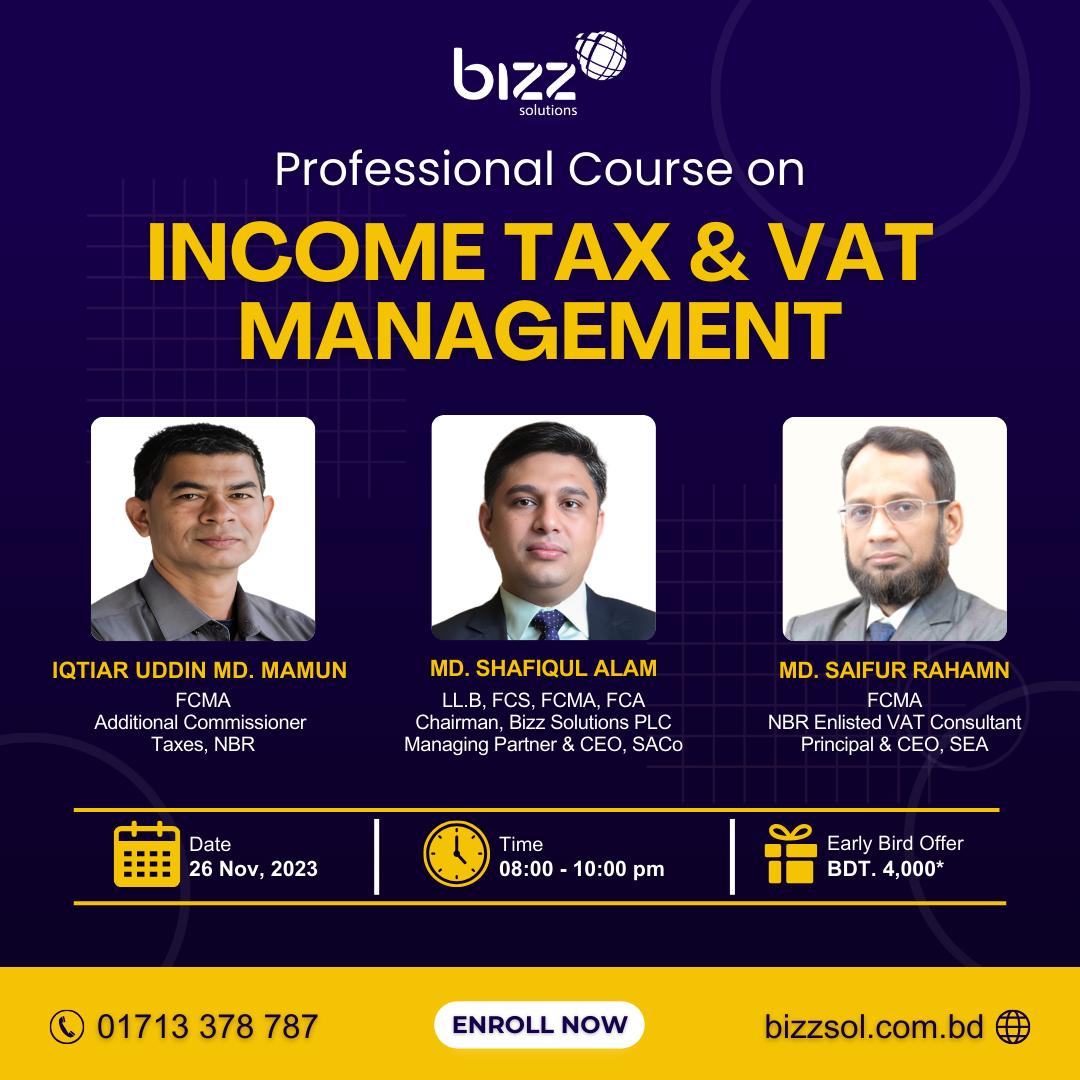 bizz
solutions
Professional Course on
INCOME TAX & VAT
MANAGEMENT
IQTIAR UDDIN MD. MAMUN
FCMA
Additional Commissioner
Taxes, NBR
MD. SHAFIQUL ALAM
LL.B, FCS, FCMA, FCA
Chairman, Bizz Solutions PLC
Managing Partner & CEO, SACo
MD. SAIFUR RAHAMN
FCMA
NBR Enlisted VAT Consultant
Principal & CEO, SEA
Date
26 Nov, 2023
Time
08:00 - 10:00 pm
Early Bird Offer
BDT. 4,000*
01713 378 787
ENROLL NOW
bizzsol.com.bd